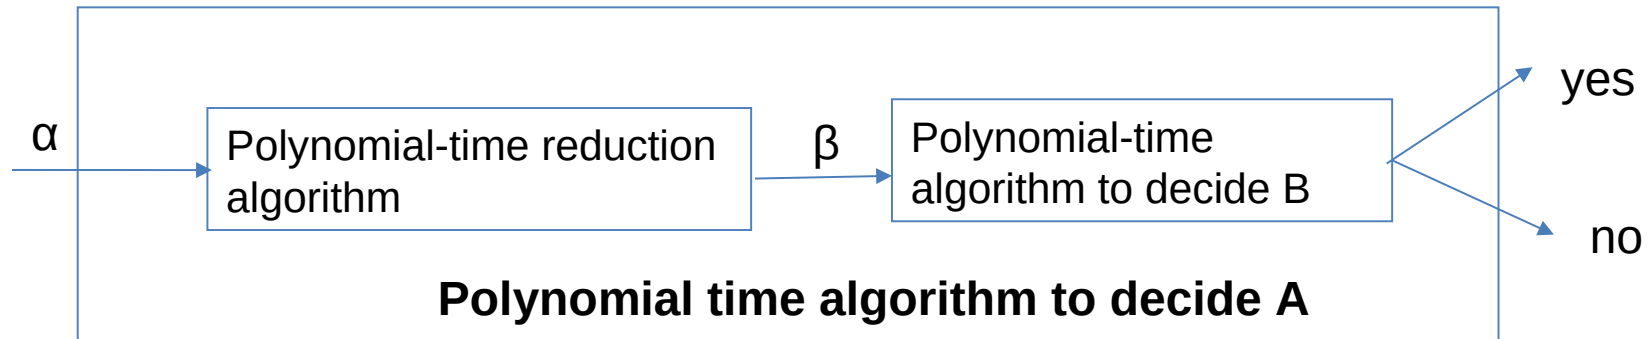 yes
α
Polynomial-time reduction
algorithm
β
Polynomial-time
algorithm to decide B
no
Polynomial time algorithm to decide A